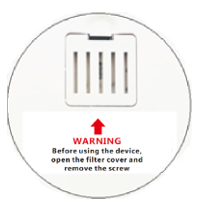 WARNING
Before using the device,
open the filter cover and
remove the screw